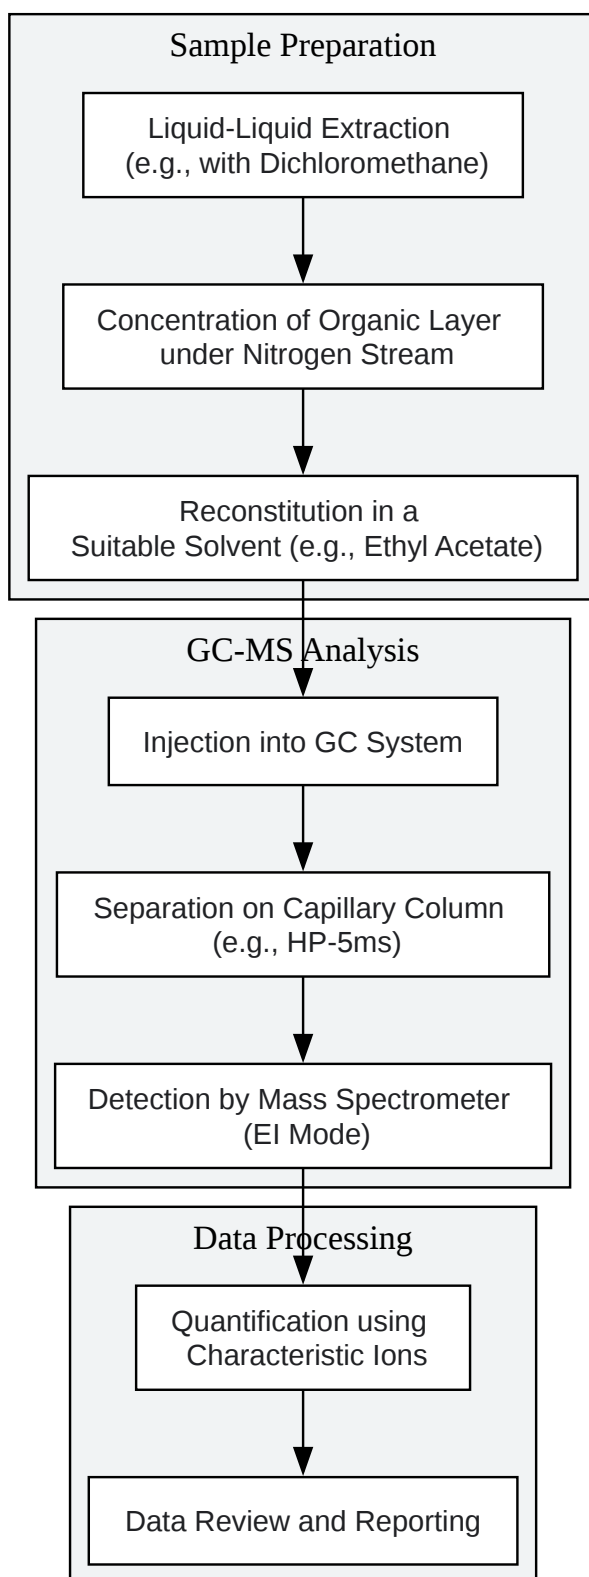 Sample Preparation
Liquid-Liquid Extraction
(e.g., with Dichloromethane)
Concentration of Organic Layer
under Nitrogen Stream
Reconstitution in a
Suitable Solvent (e.g., Ethyl Acetate)
GC-MS Analysis
Injection into GC System
Separation on Capillary Column
(e.g., HP-5ms)
Detection by Mass Spectrometer
(EI Mode)
Data Processing
Quantification using
Characteristic Ions
Data Review and Reporting